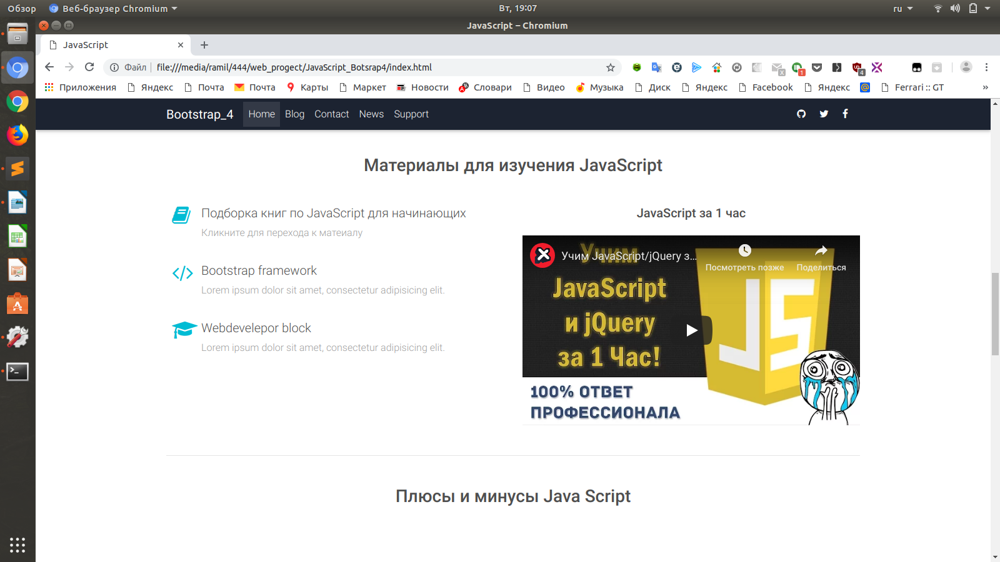 Обзор Веб-браузер Chromium Вт, 19:07 ru
JavaScript – Chromium
JavaScript
Файл file:///media/ramil/444/web_progect/JavaScript_Botsrap4/index.html
X 1 4
Приложения Яндекс Почта Почта Карты Маркет Новости Словари Видео Музыка Диск Яндекс Facebook Яндекс Ferrari :: GT »
Bootstrap_4 Home Blog Contact News Support
Материалы для изучения JavaScript
Подборка книг по JavaScript для начинающих
Кликните для перехода к матеиалу
Bootstrap framework
Lorem ipsum dolor sit amet, consectetur adipisicing elit.
Webdevelepor block
Lorem ipsum dolor sit amet, consectetur adipisicing elit.
JavaScript за 1 час
Учим JavaScript/jQuery з...
Посмотреть позже Поделиться
Учим
JavaScript
и jQuery
за 1 Час!
JS
100% ОТВЕТ
ПРОФЕССИОНАЛА
Плюсы и минусы Java Script